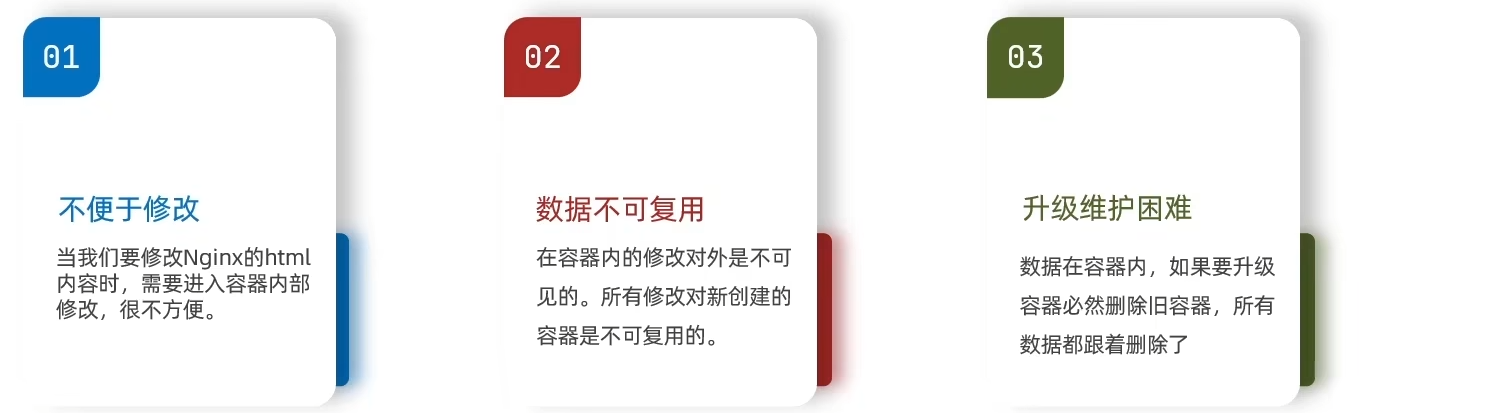 01
不便于修改
当我们要修改Nginx的html
内容时，需要进入容器内部
修改，很不方便。
02
数据不可复用
在容器内的修改对外是不可
见的。所有修改对新创建的
容器是不可复用的。
03
升级维护困难
数据在容器内，如果要升级
容器必然删除旧容器，所有
数据都跟着删除了